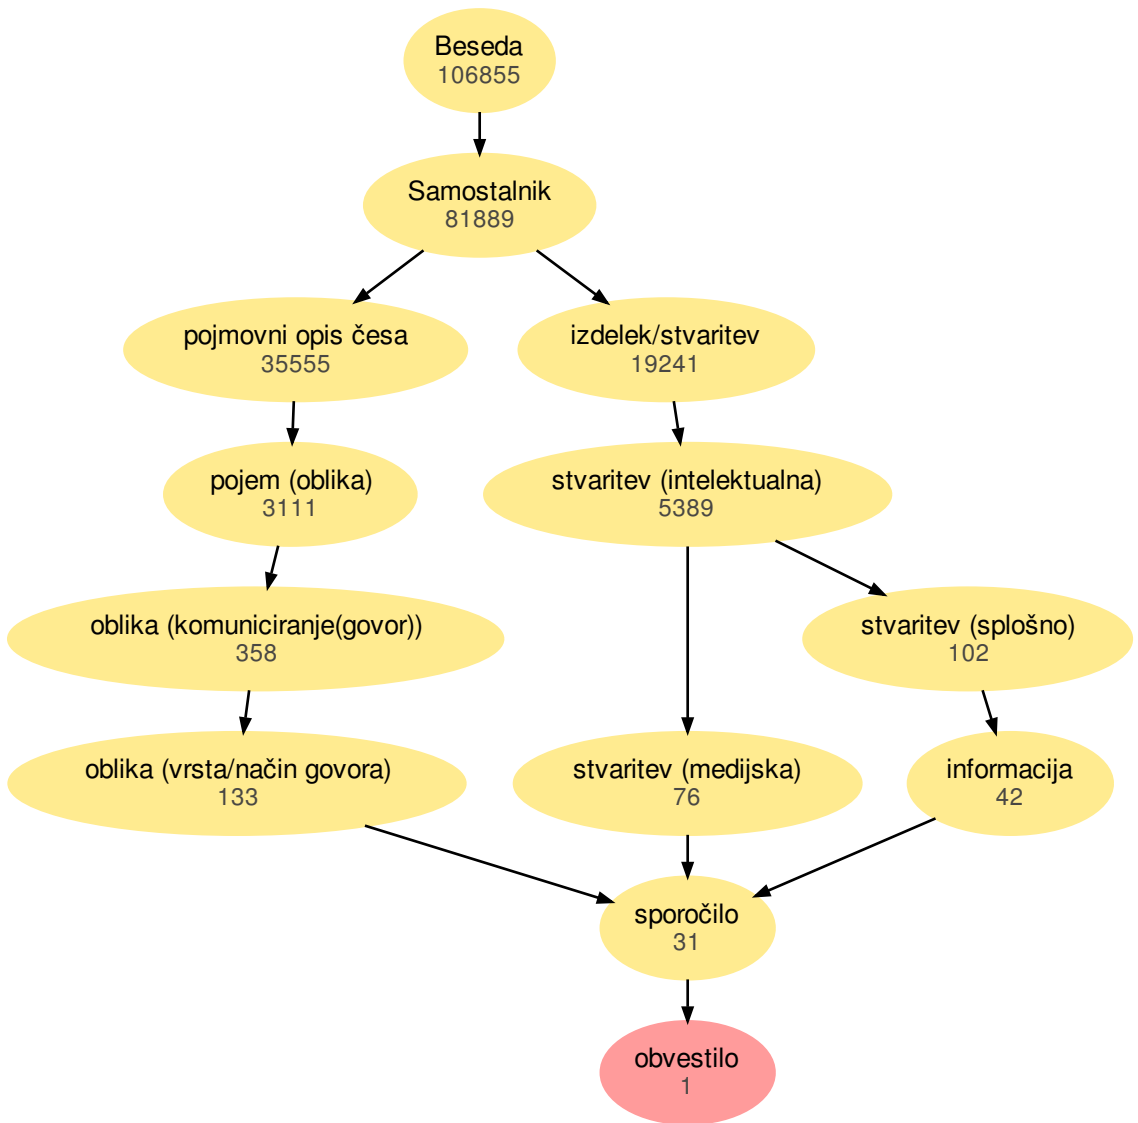 Beseda
106855
Samostalnik
81889
pojmovni opis česa
35555
izdelek/stvaritev
19241
pojem (oblika)
3111
stvaritev (intelektualna)
5389
oblika (komuniciranje(govor))
358
stvaritev (splošno)
102
oblika (vrsta/način govora)
133
stvaritev (medijska)
76
informacija
42
sporočilo
31
obvestilo
1